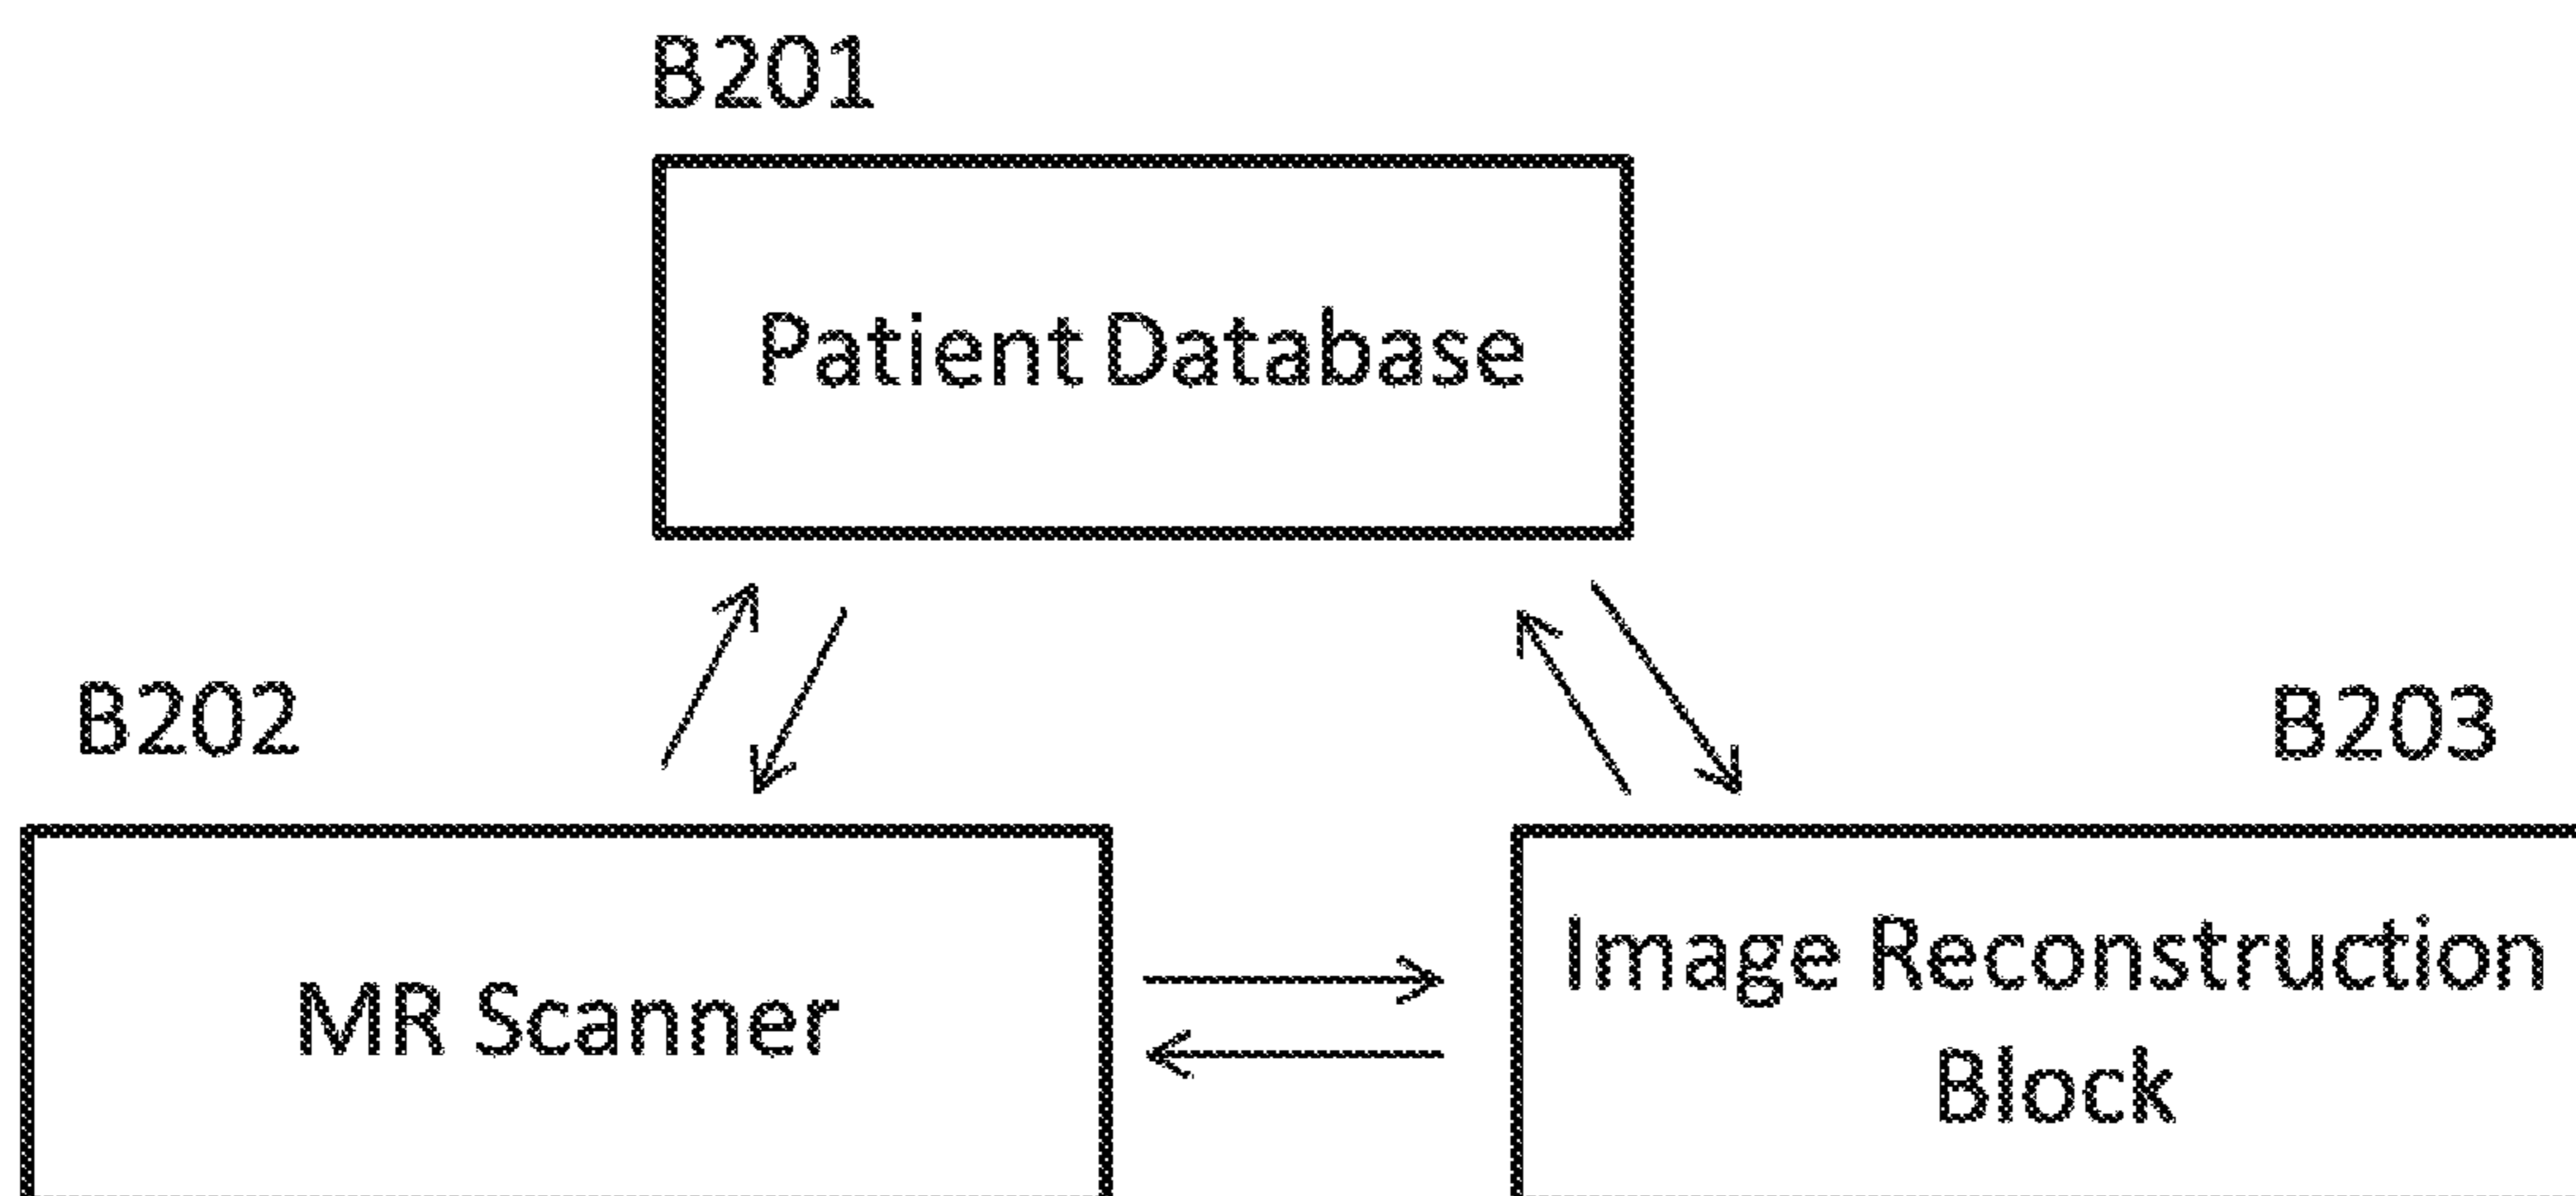 B201
Patient Database
B202
B203
MR Scanner
Image Reconstruction
Block